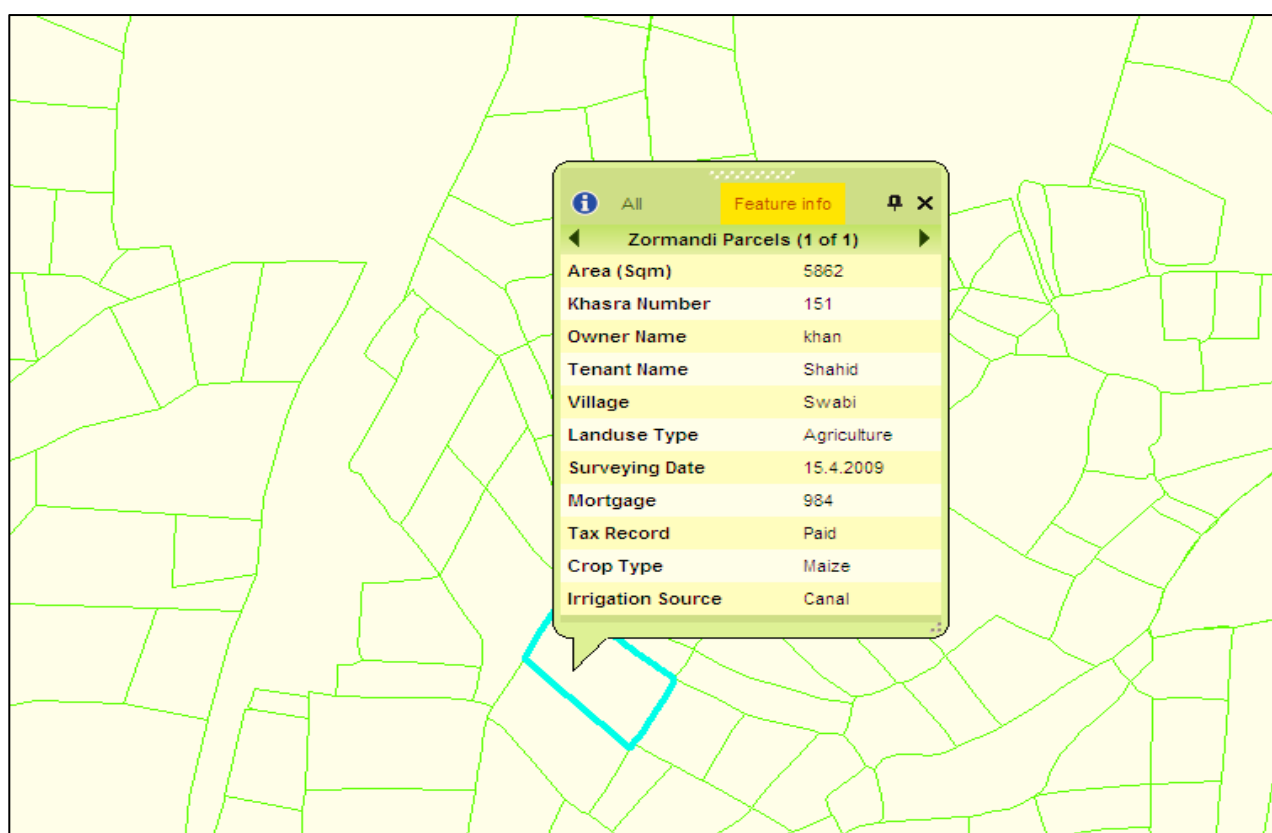 All Feature info
Zormandi Parcels (1 of 1)
Area (Sqm) 5862
Khasra Number 151
Owner Name khan
Tenant Name Shahid
Village Swabi
Landuse Type Agriculture
Surveying Date 15.4.2009
Mortgage 984
Tax Record Paid
Crop Type Maize
Irrigation Source Canal